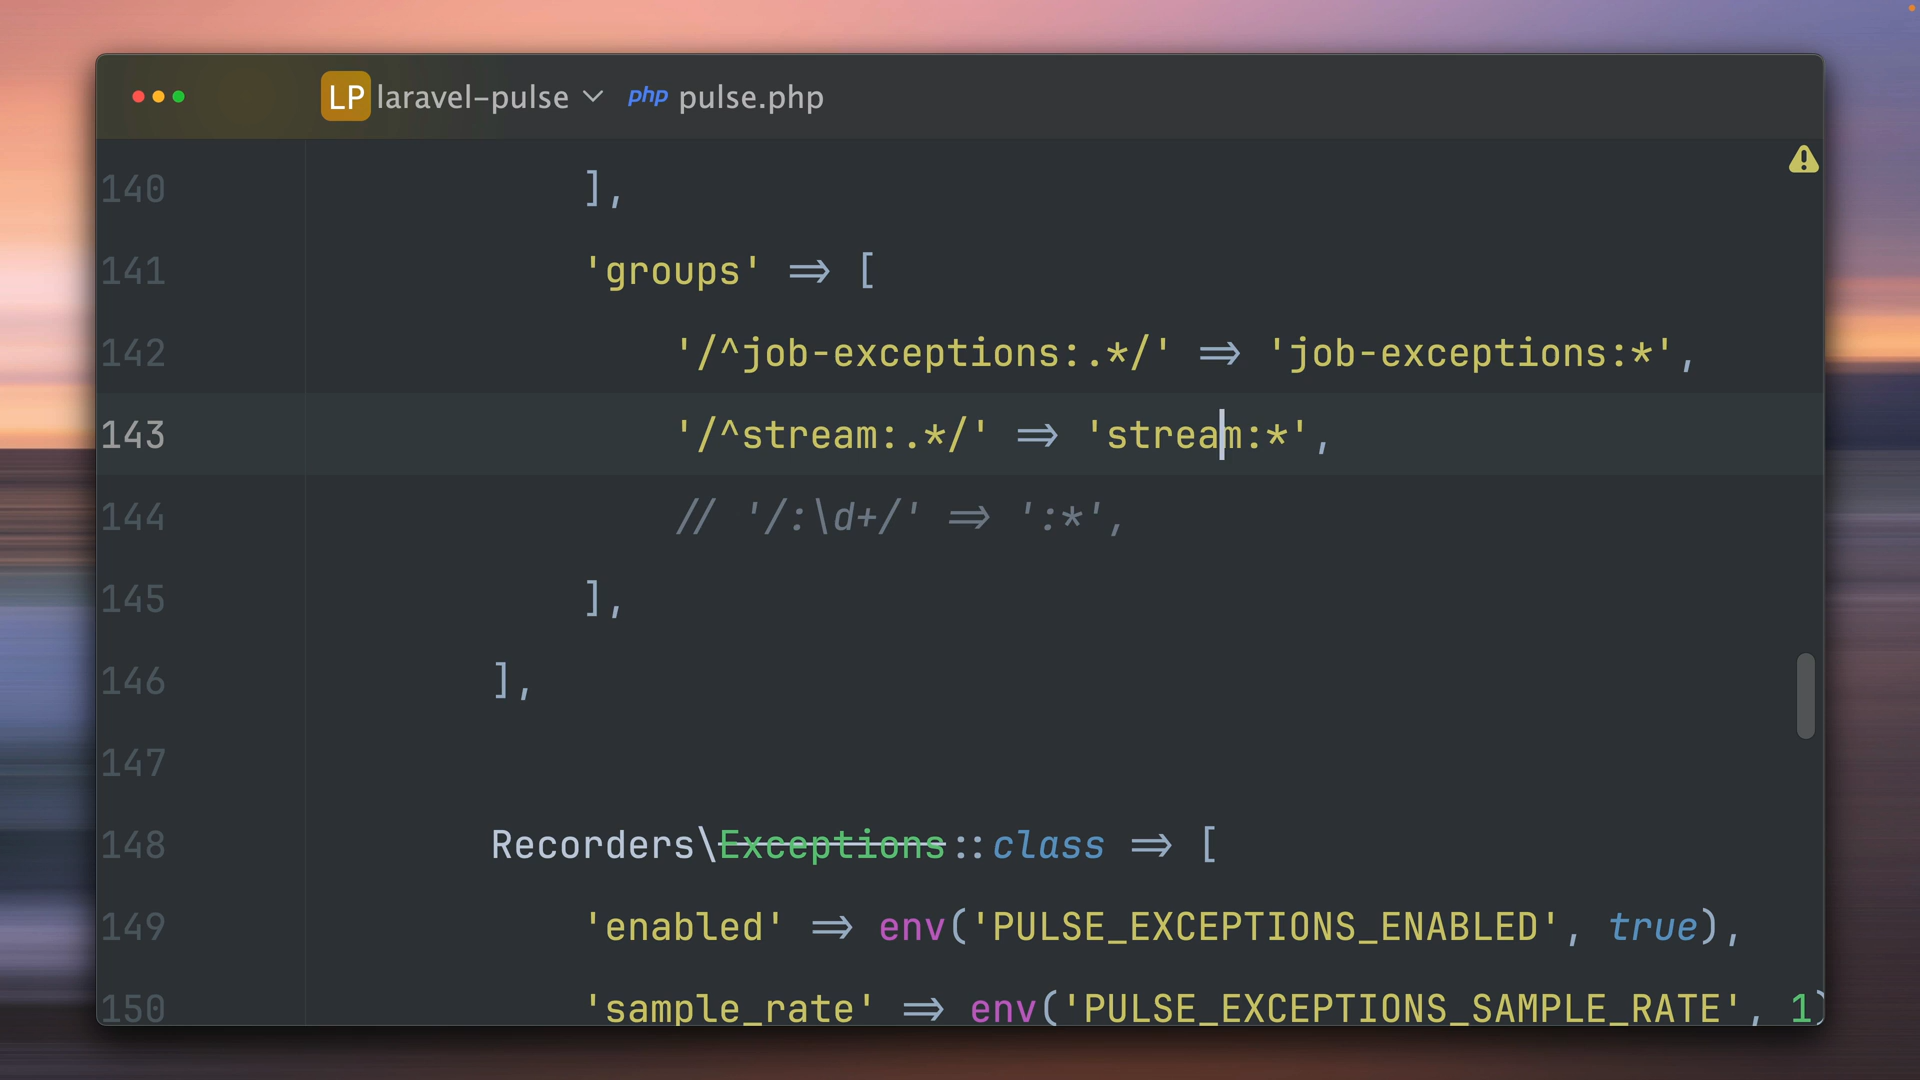 LP laravel-pulse php pulse.php
140 ],
141 'groups' => [
142 '/^job-exceptions:.*/' => 'job-exceptions:*',
143 '/^stream:.*/' => 'stream:*',
144 // '/:\d+/' => ':*',
145 ],
146 ],
147
148 Recorders\Exceptions::class => [
149 'enabled' => env('PULSE_EXCEPTIONS_ENABLED', true),
150 'sample_rate' => env('PULSE_EXCEPTIONS_SAMPLE_RATE', 1)